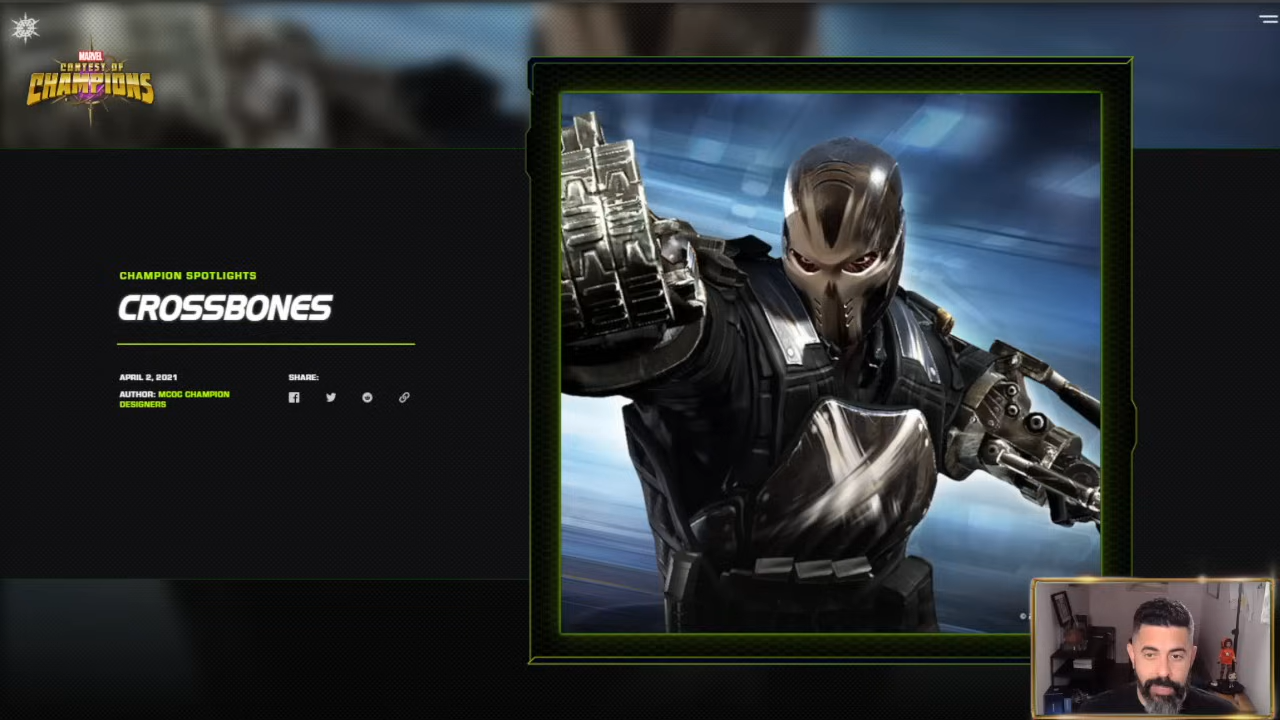 MARVEL
CONTEST OF
CHAMPIONS
CHAMPION SPOTLIGHTS
CROSSBONES
APRIL 2, 2021
SHARE:
AUTHOR: MCOC CHAMPION
DESIGNERS
©